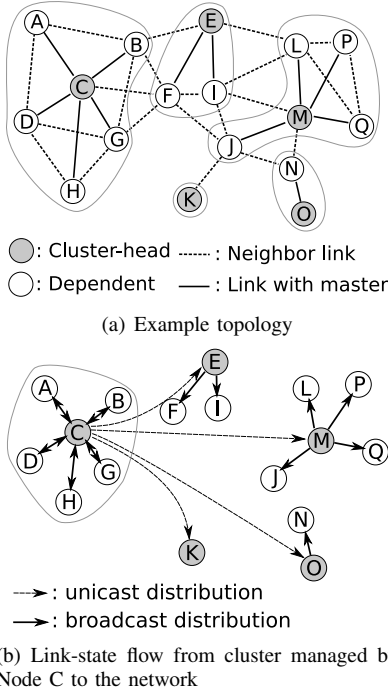 A
B
C
D
G
H
E
F
I
L
P
M
Q
J
N
K
O
: Cluster-head
: Neighbor link
: Dependent
: Link with master
(a) Example topology
A
B
C
D
G
H
E
F
I
L
P
M
Q
J
N
K
O
: unicast distribution
: broadcast distribution
(b) Link-state flow from cluster managed b
Node C to the network